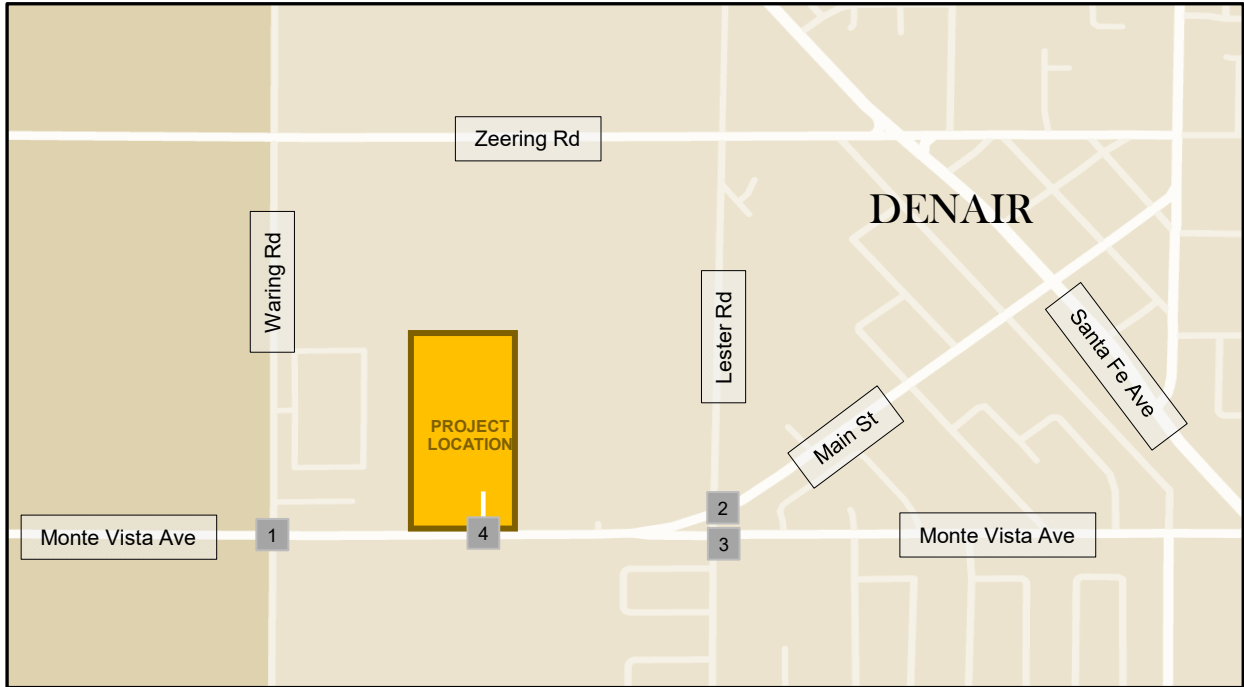 Zeering Rd
DENAIR
Waring Rd
Lester Rd
Santa Fe Ave
Main St
PROJECT
LOCATION
2
Monte Vista Ave
1
4
3
Monte Vista Ave